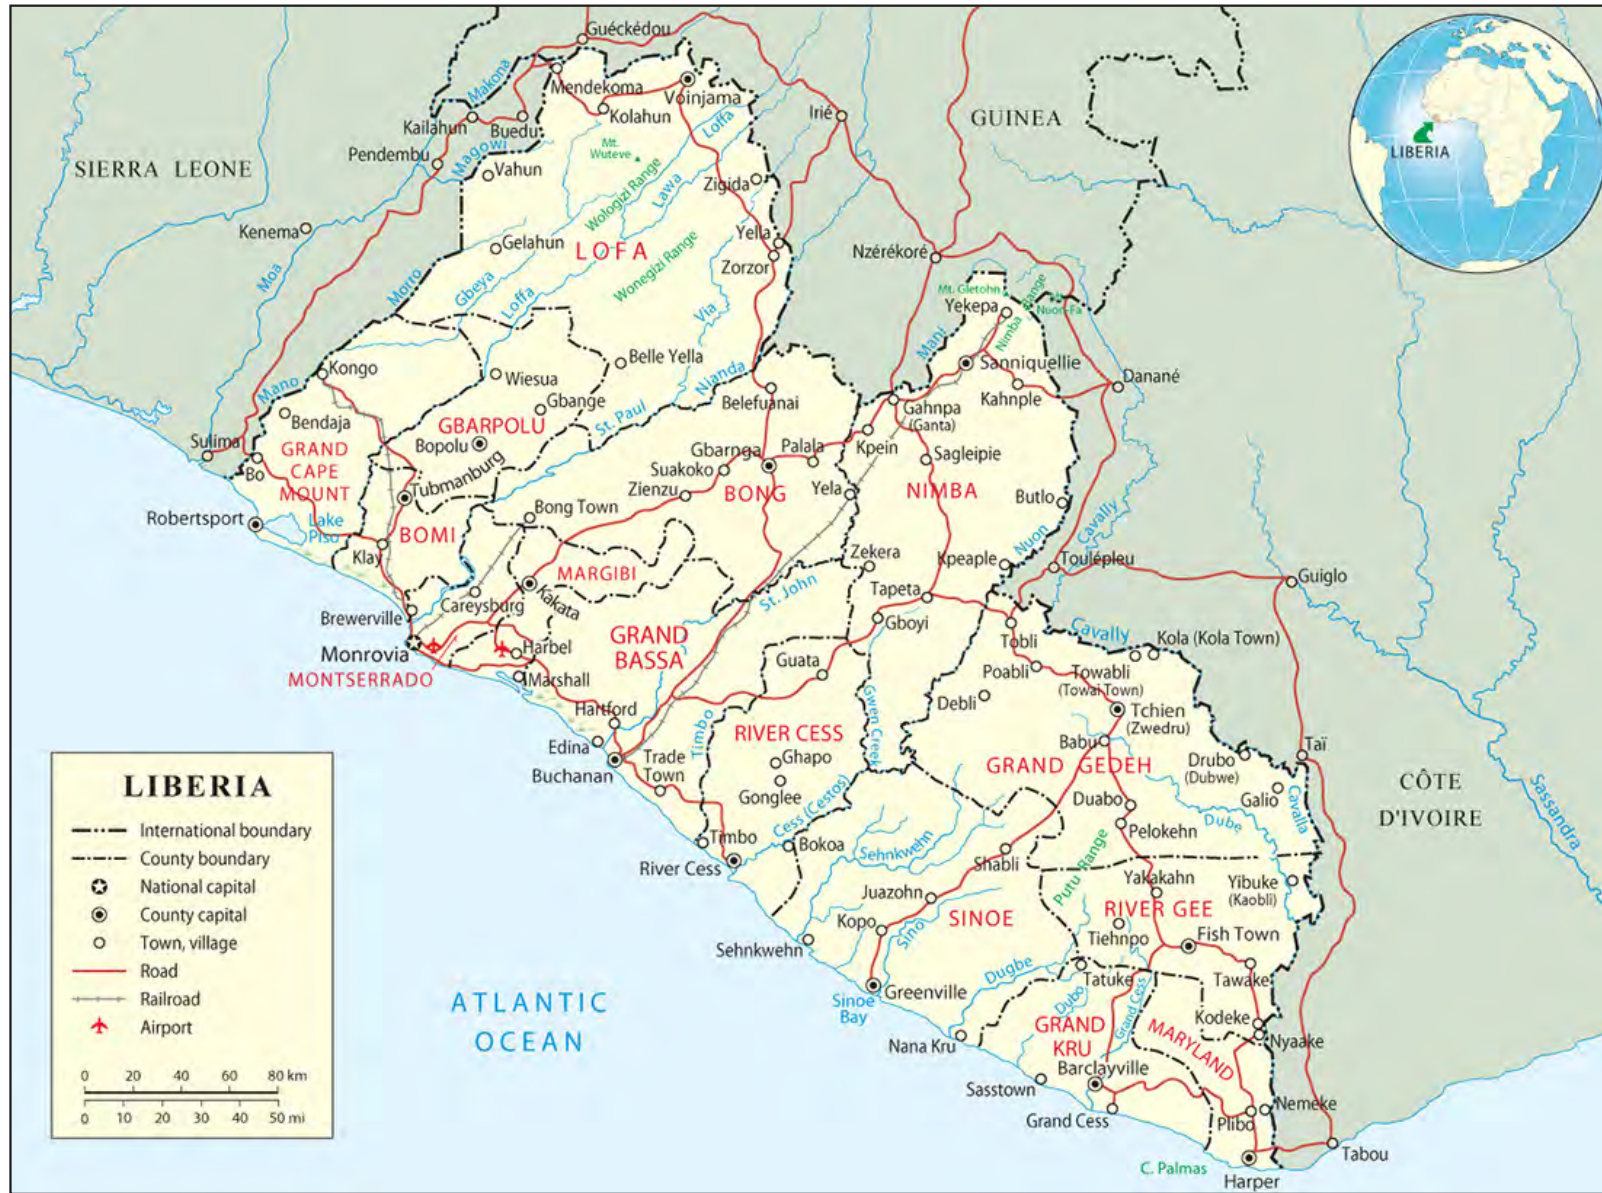 Guéckédou
Makona
Mendekoma
Voinjama
Kolahun
Kailahun
Buedu
Loffa
Irié
GUINEA
LIBERIA
Pendembu
Magowi
Mt.
Wuteve
SIERRA LEONE
Vahun
Zigida
Wologizi Range
Lawa
Kenema
Gelahun
LOFA
Yella
Zorzor
Nzérékoré
Moa
Morro
Gbeya
Loffa
Wonegizi Range
Via
Mt. Gletohn
Yekepa
Nimba Range
Mt.
Nuon-Fa
Mani
Kongo
Mano
Wiesua
Belle Yella
Nianda
Sanniquellie
Danané
Kahnple
Bendaja
Gbange
St. Paul
Belefuanai
Gahnpa
(Ganta)
GBARPOLU
Bopolu
Sulima
Bo
GRAND
CAPE
MOUNT
Gbarnga
Palala
Kpein
Sagleipie
Suakoko
Tubmanburg
Zienzu
BONG
Yela
NIMBA
Butlo
Robertsport
Lake
Piso
Bong Town
BOMI
Klay
Cavally
Nuon
Zekera
Kpeaple
Toulépleu
MARGIBI
Kakata
Careysburg
St. John
Tapeta
Guiglo
Brewerville
Gboyi
Tobli
Cavally
Kola (Kola Town)
Monrovia
Harbel
GRAND
BASSA
Guata
Poabli
Towabli
(Towai Town)
MONTSERRADO
Marshall
Debli
Gwen Creek
Tchien
(Zwedru)
Hartford
Timbo
RIVER CESS
Babu
Edina
Buchanan
Trade
Town
Ghapo
GRAND GEDEH
Drubo
(Dubwe)
Taï
Gonglee
Duabo
Galio
Cavalla
CÔTE
D'IVOIRE
Sassandra
Cess (Cestos)
Pelokehn
Dube
Timbo
Bokoa
Sehnkwehn
River Cess
Shabli
Putu Range
Yakakahn
Yibuke
(Kaobli)
Juazohn
SINOE
RIVER GEE
Kopo
Sino
Tiehnpo
Fish Town
Sehnkwehn
Dugbe
Tatuke
Tawake
Greenville
Sinoe
Bay
Dubo
Grand Cess
Kodeke
Nyaake
Nana Kru
GRAND
KRU
MARYLAND
Barclayville
Sasstown
Grand Cess
Nemeke
Plibo
Tabou
C. Palmas
Harper
ATLANTIC
OCEAN
LIBERIA
International boundary
County boundary
National capital
County capital
Town, village
Road
Railroad
Airport
0 20 40 60 80 km
0 10 20 30 40 50 mi